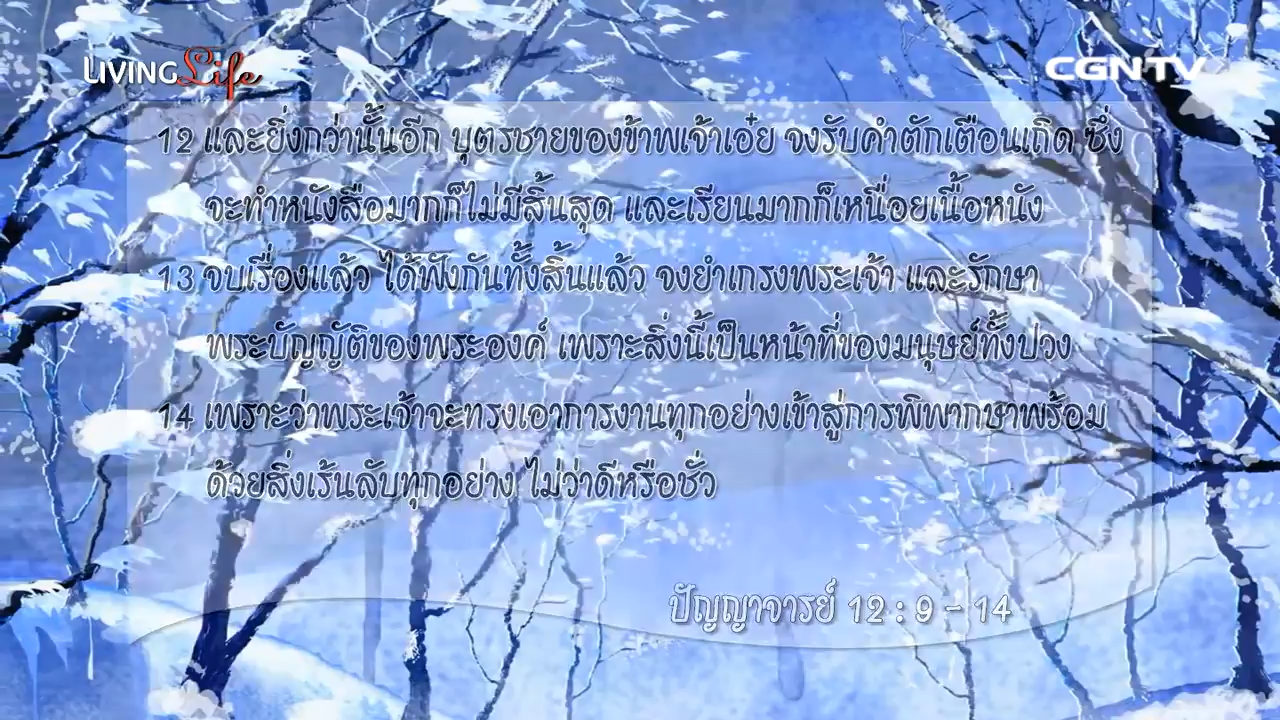 LIVING Life
CGNTV
12 และยิ่งกว่านั้นอีก บุตรชายของข้าพเจ้าเอ๋ย จงรับคำตักเตือนเถิด ซึ่ง
จะทำหนังสือมากก็ไม่มีสิ้นสุด และเรียนมากก็เหนื่อยเนื้อหนัง
13 จบเรื่องแล้ว ได้ฟังกันทั้งสิ้นแล้ว จงยำเกรงพระเจ้า และรักษา
พระบัญญัติของพระองค์ เพราะสิ่งนี้เป็นหน้าที่ของมนุษย์ทั้งปวง
14 เพราะว่าพระเจ้าจะทรงเอาการงานทุกอย่างเข้าสู่การพิพากษาพร้อม
ด้วยสิ่งเร้นลับทุกอย่าง ไม่ว่าดีหรือชั่ว
ปัญญาจารย์ 12 : 9 - 14